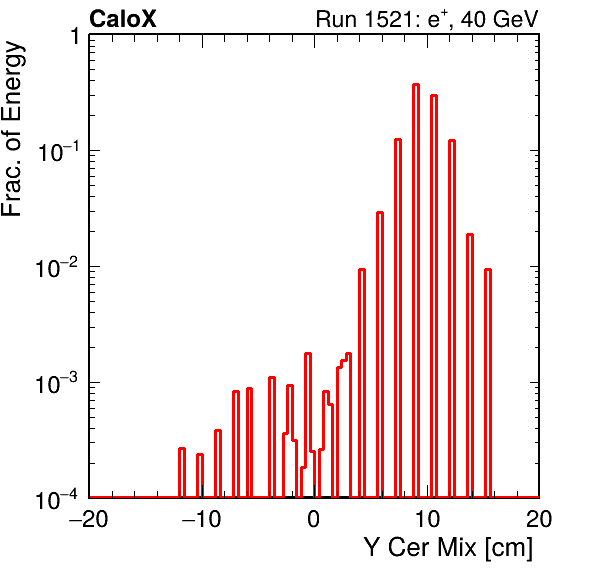 CaloX Run 1521: e⁺, 40 GeV
Frac. of Energy
1
10⁻¹
10⁻²
10⁻³
10⁻⁴
−20 −10 0 10 20
Y Cer Mix [cm]